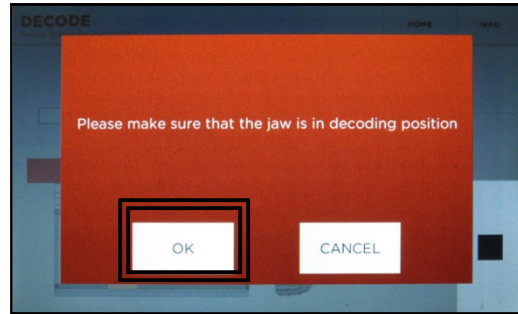 DECODE
HOME
INFO
Please make sure that the jaw is in decoding position
OK
CANCEL